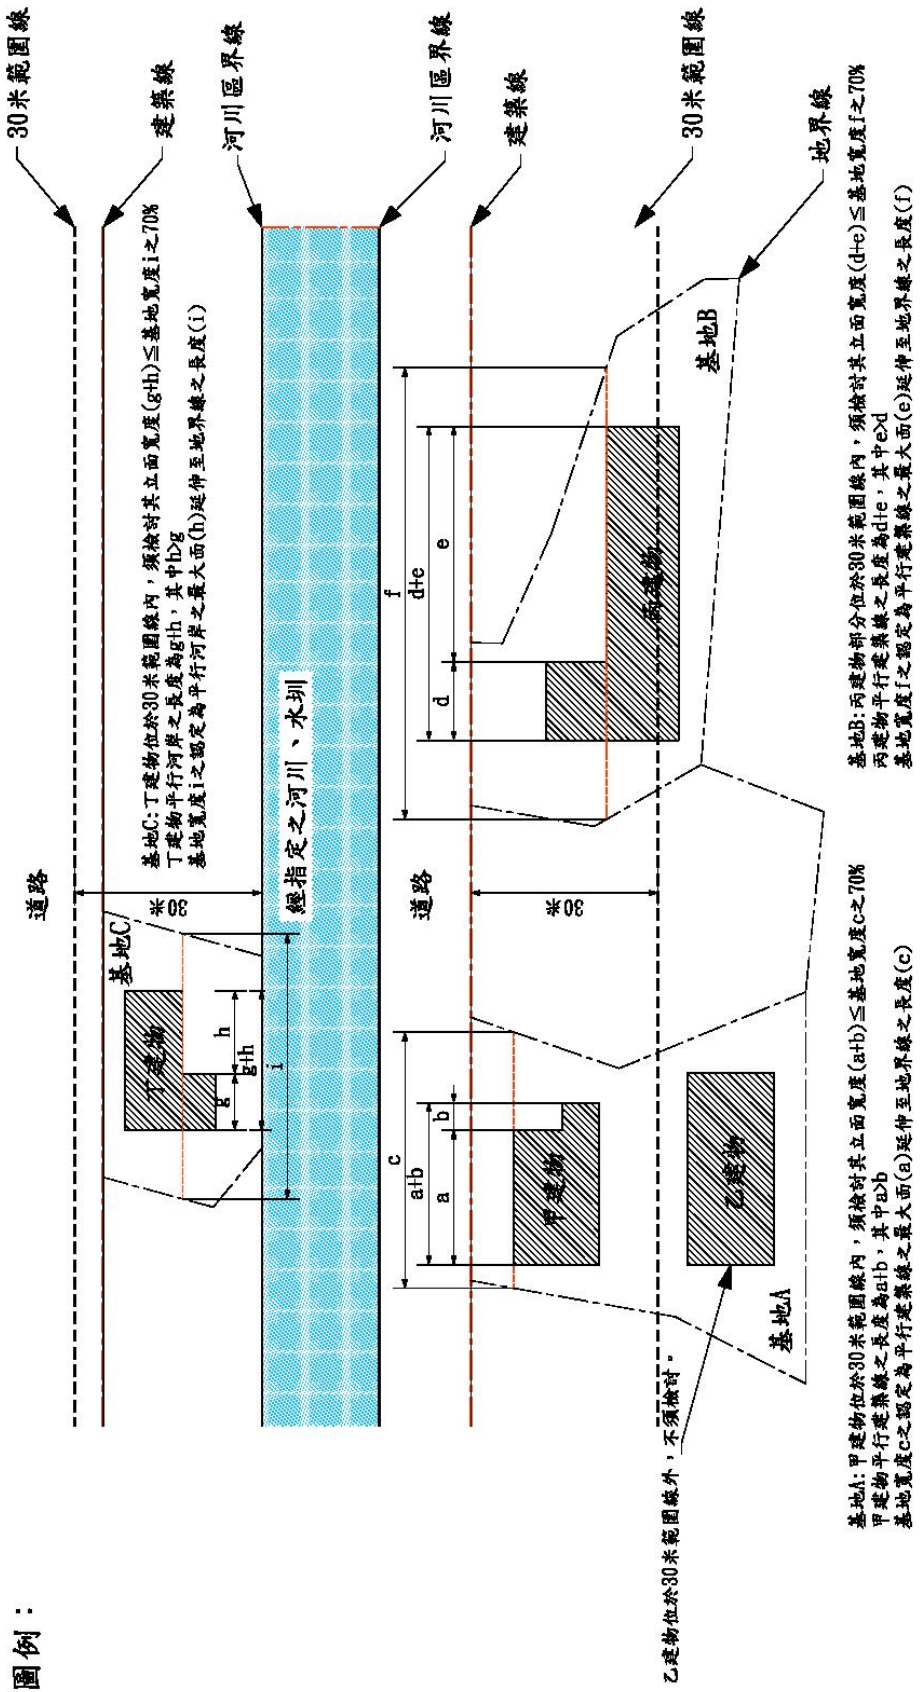 圖例：
30米範圍線
建築線
河川區界線
河川區界線
建築線
30米範圍線
地界線
道路
30米
基地C
丁建物
g
h
g+h
i
基地C:丁建物位於30米範圍線內，須檢討其立面寬度(g+h)≦基地寬度i之70%
丁建物平行河岸之長度為g+h，其中h>g
基地寬度i之認定為平行河岸之最大面(h)延伸至地界線之長度(i)
經指定之河川、水圳
道路
30米
c
a+b
a
b
甲建物
乙建物
基地A
f
d+e
d
e
丙建物
基地B
乙建物位於30米範圍線外，不須檢討。
基地A:甲建物位於30米範圍線內，須檢討其立面寬度(a+b)≦基地寬度c之70%
甲建物平行建築線之長度為a+b，其中a>b
基地寬度c之認定為平行建築線之最大面(a)延伸至地界線之長度(c)
基地B:丙建物部分位於30米範圍線內，須檢討其立面寬度(d+e)≦基地寬度f之70%
丙建物平行建築線之長度為d+e，其中e>d
基地寬度f之認定為平行建築線之最大面(e)延伸至地界線之長度(f)